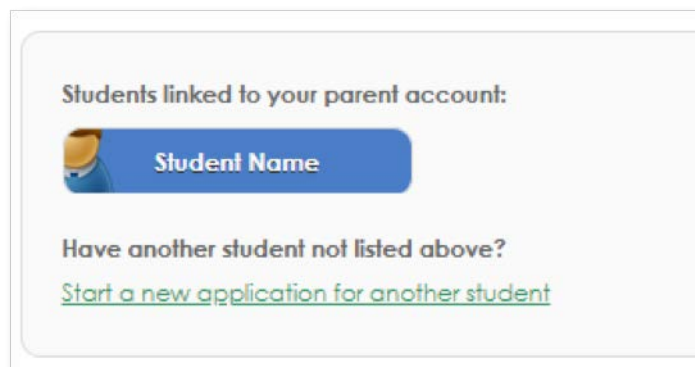 Students linked to your parent account:
Student Name
Have another student not listed above?
Start a new application for another student